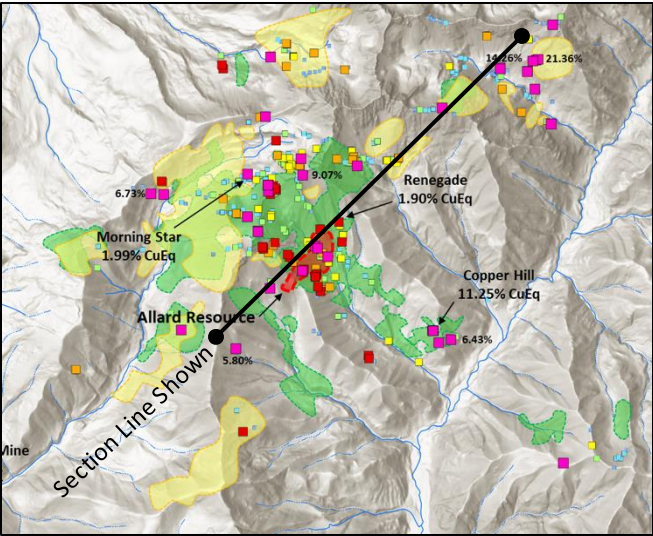 14.26%
21.36%
9.07%
Renegade
1.90% CuEq
6.73%
Morning Star
1.99% CuEq
Copper Hill
11.25% CuEq
Allard Resource
6.43%
5.80%
Section Line Shown
Mine